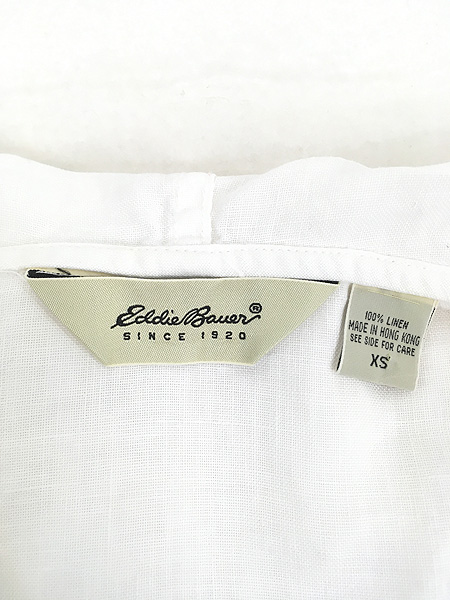 Eddie Bauer®
SINCE 1920
100% LINEN
MADE IN HONG KONG
SEE SIDE FOR CARE
XS